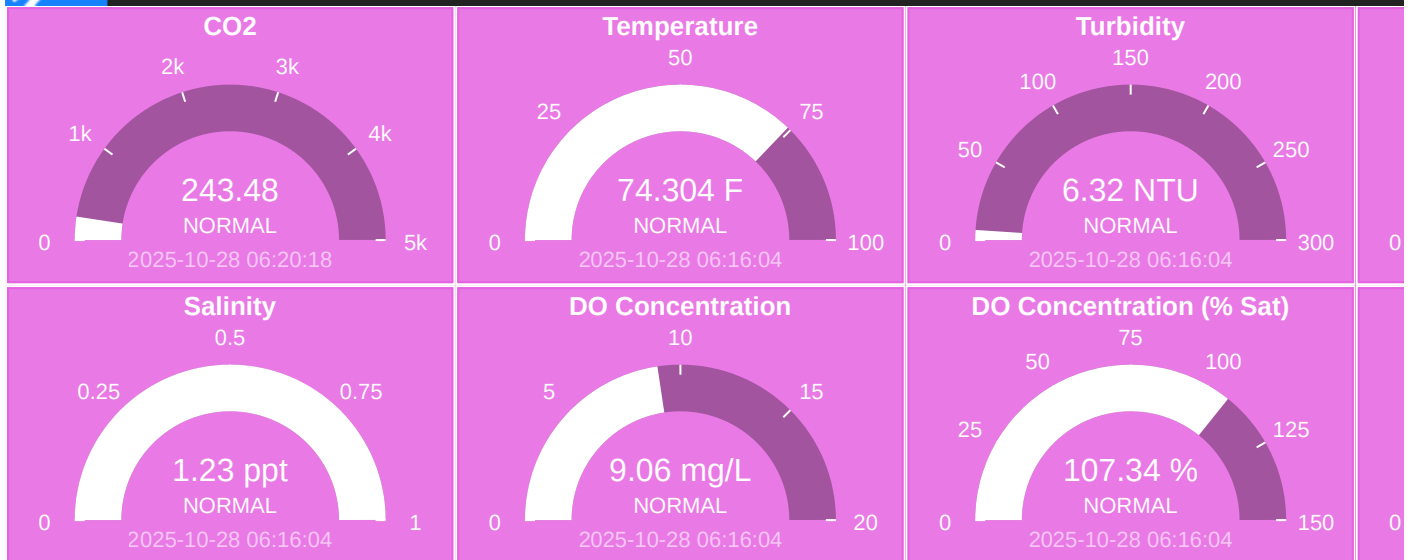 CO2
0
1k
2k
3k
4k
5k
243.48
NORMAL
2025-10-28 06:20:18
Temperature
0
25
50
75
100
74.304 F
NORMAL
2025-10-28 06:16:04
Turbidity
0
50
100
150
200
250
300
6.32 NTU
NORMAL
2025-10-28 06:16:04
0
Salinity
0
0.25
0.5
0.75
1
1.23 ppt
NORMAL
2025-10-28 06:16:04
DO Concentration
0
5
10
15
20
9.06 mg/L
NORMAL
2025-10-28 06:16:04
DO Concentration (% Sat)
0
25
50
75
100
125
150
107.34 %
NORMAL
2025-10-28 06:16:04
0